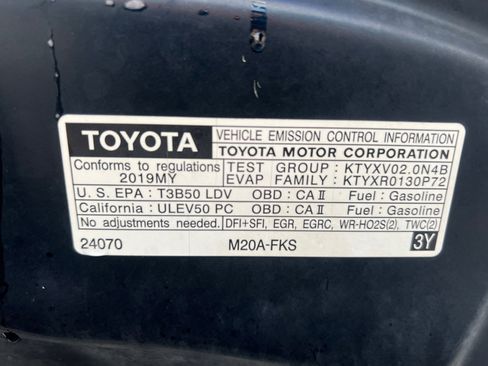 TOYOTA
VEHICLE EMISSION CONTROL INFORMATION
TOYOTA MOTOR CORPORATION
Conforms to regulations
2019MY
TEST GROUP : KTYXV02.0N4B
EVAP FAMILY : KTYXR0130P72
U. S. EPA : T3B50 LDV OBD : CA II Fuel : Gasoline
California : ULEV50 PC OBD : CA II Fuel : Gasoline
No adjustments needed. DFI+SFI, EGR, EGRC, WR-HO2S(2), TWC(2)
24070 M20A-FKS 3Y